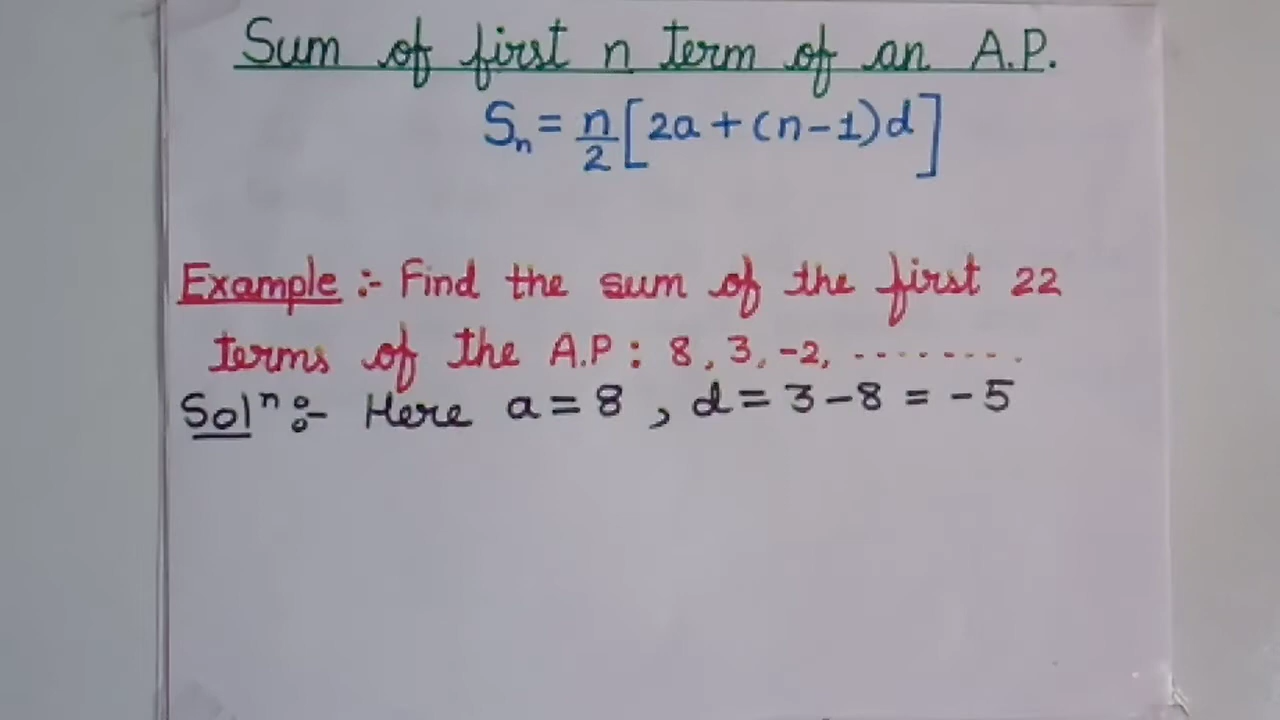 Sum of first n term of an A.P.
Sₙ = n/2 [2a + (n-1)d]
Example :- Find the sum of the first 22
terms of the A.P : 8, 3, -2, ---------
Solⁿ :- Here a = 8 , d = 3 - 8 = - 5